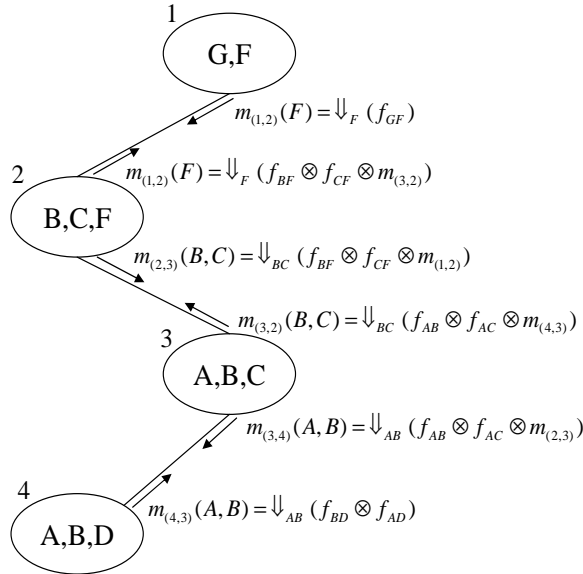 1
G,F
m_{(1,2)}(F) = ⇓_F (f_{GF})
2
m_{(1,2)}(F) = ⇓_F (f_{BF} ⊗ f_{CF} ⊗ m_{(3,2)})
B,C,F
m_{(2,3)}(B,C) = ⇓_{BC} (f_{BF} ⊗ f_{CF} ⊗ m_{(1,2)})
m_{(3,2)}(B,C) = ⇓_{BC} (f_{AB} ⊗ f_{AC} ⊗ m_{(4,3)})
3
A,B,C
m_{(3,4)}(A,B) = ⇓_{AB} (f_{AB} ⊗ f_{AC} ⊗ m_{(2,3)})
4
m_{(4,3)}(A,B) = ⇓_{AB} (f_{BD} ⊗ f_{AD})
A,B,D